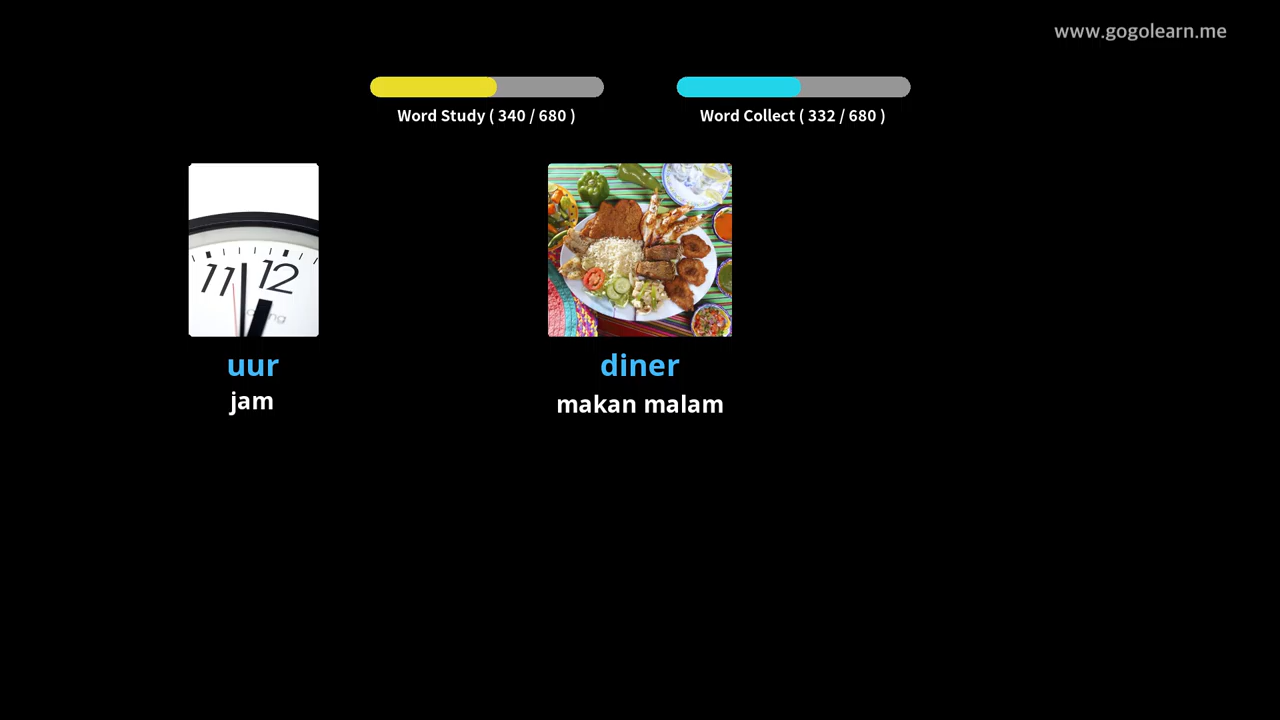 www.gogolearn.me
Word Study ( 340 / 680 )
Word Collect ( 332 / 680 )
11 12
uur
jam
diner
makan malam